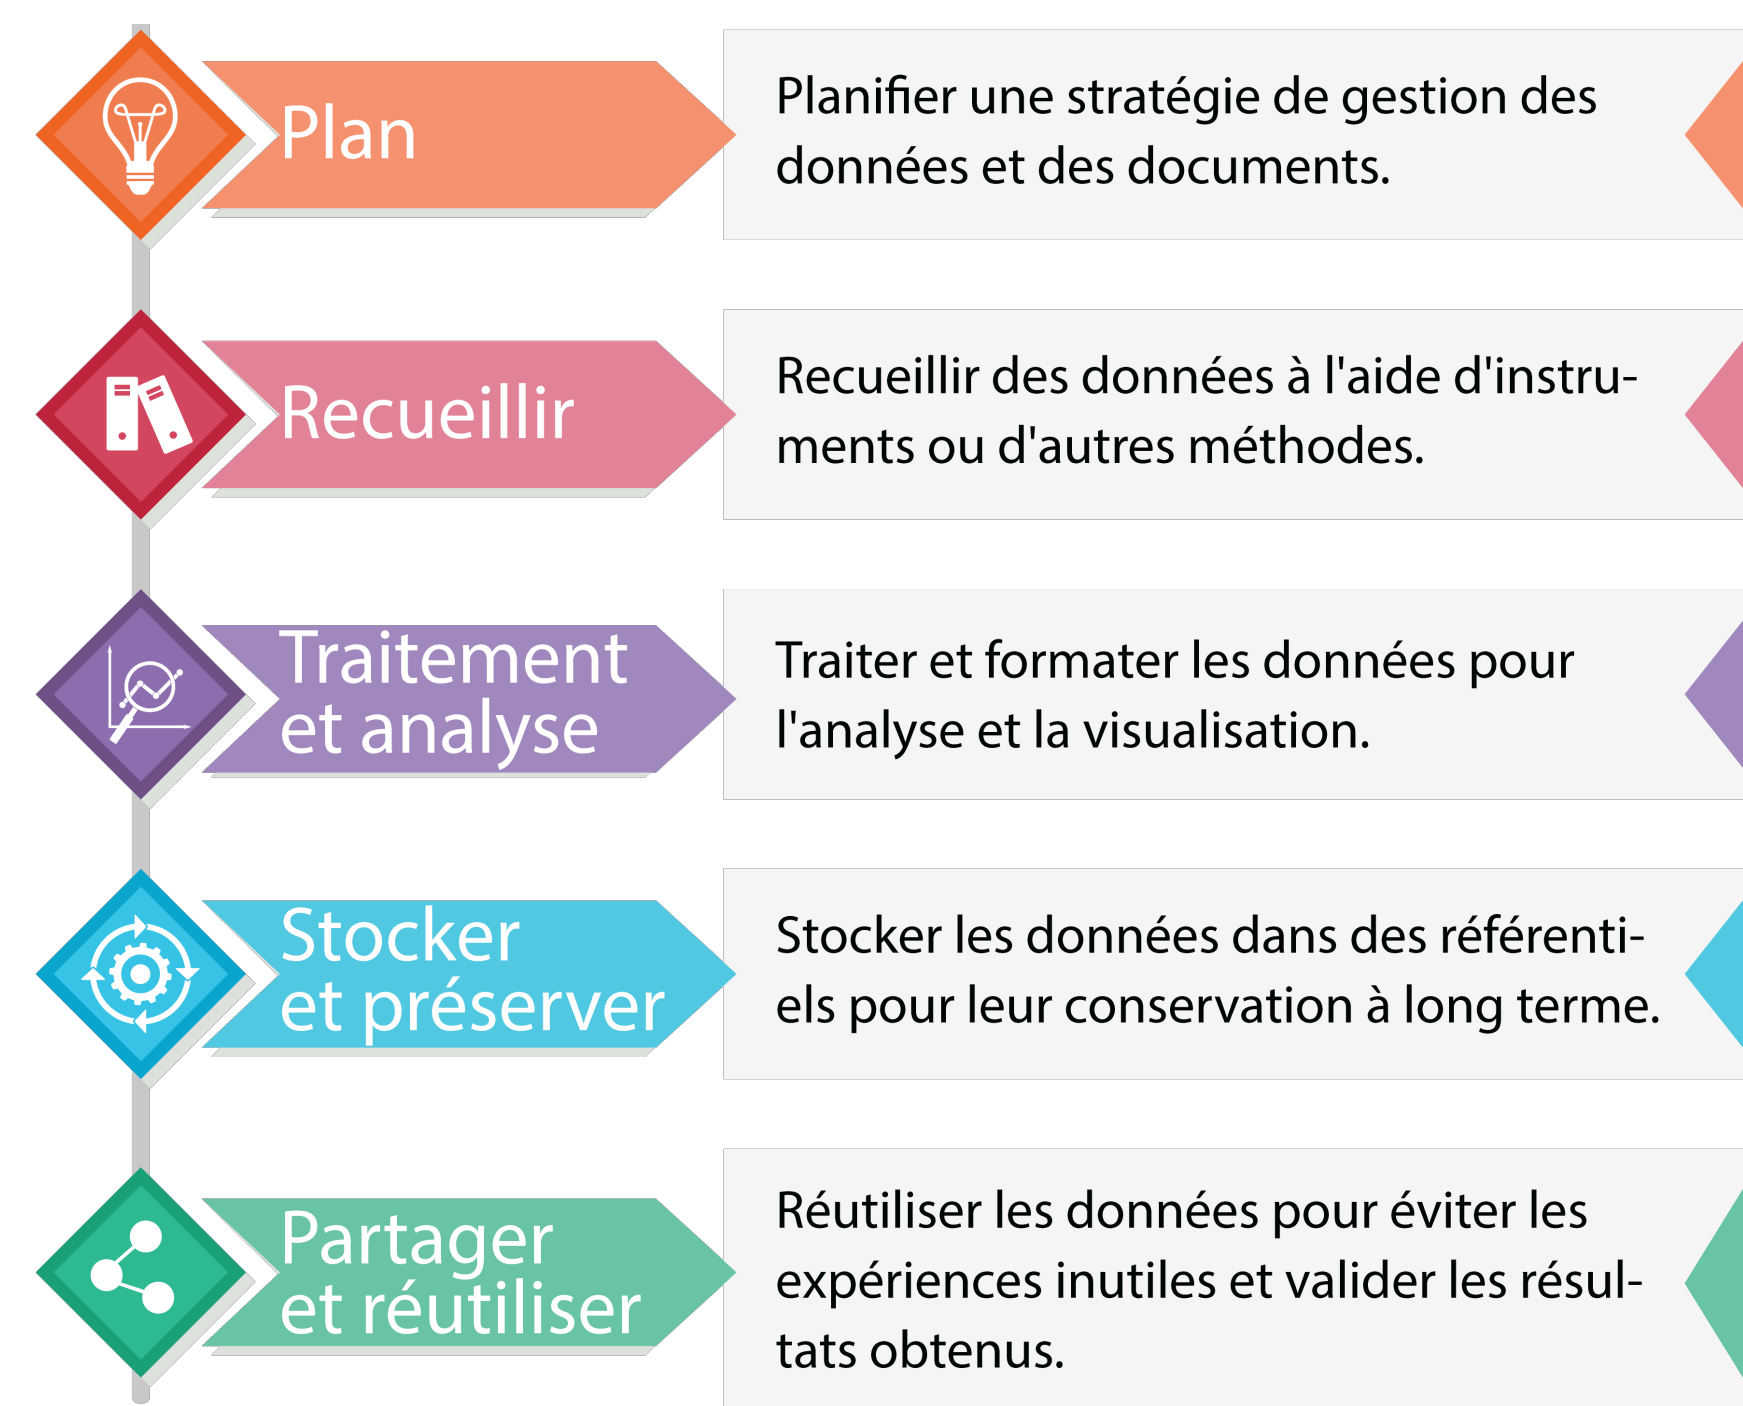 Plan
Planifier une stratégie de gestion des
données et des documents.
Recueillir
Recueillir des données à l'aide d'instru-
ments ou d'autres méthodes.
Traitement
et analyse
Traiter et formater les données pour
l'analyse et la visualisation.
Stocker
et préserver
Stocker les données dans des référenti-
els pour leur conservation à long terme.
Partager
et réutiliser
Réutiliser les données pour éviter les
expériences inutiles et valider les résul-
tats obtenus.